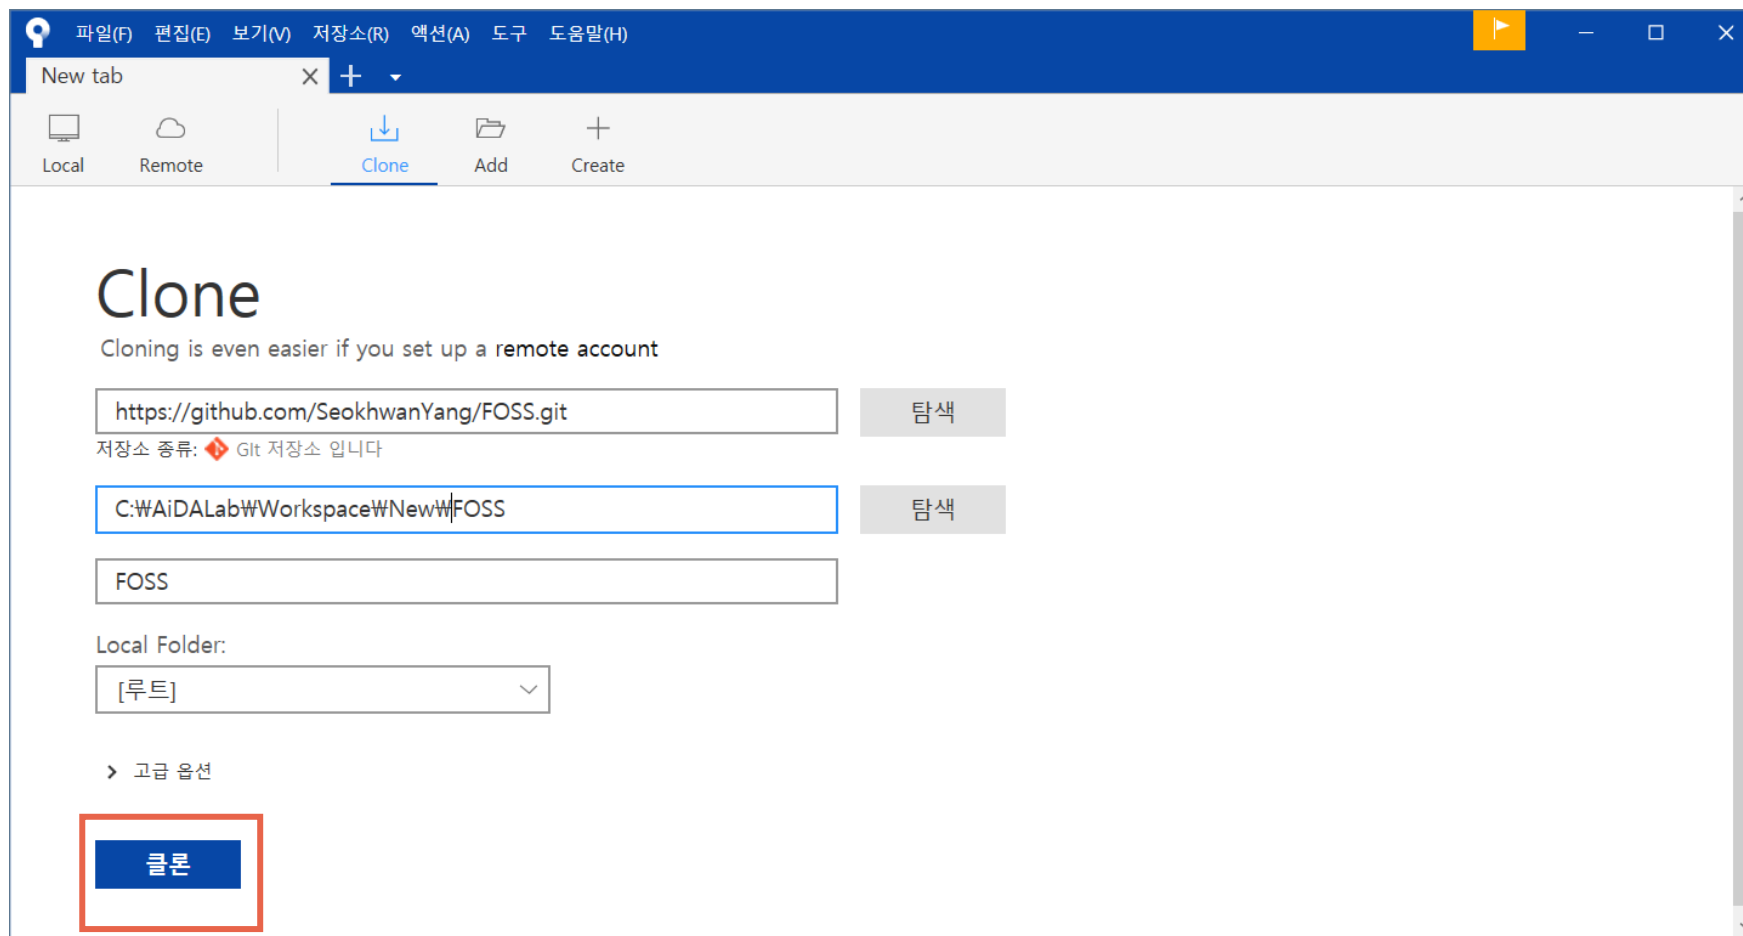 파일(F) 편집(E) 보기(V) 저장소(R) 액션(A) 도구 도움말(H)
New tab
Local Remote Clone Add Create
Clone
Cloning is even easier if you set up a remote account
https://github.com/SeokhwanYang/FOSS.git 탐색
저장소 종류: GIt 저장소 입니다
C:₩AiDALab₩Workspace₩New₩FOSS 탐색
FOSS
Local Folder:
[루트]
고급 옵션
클론